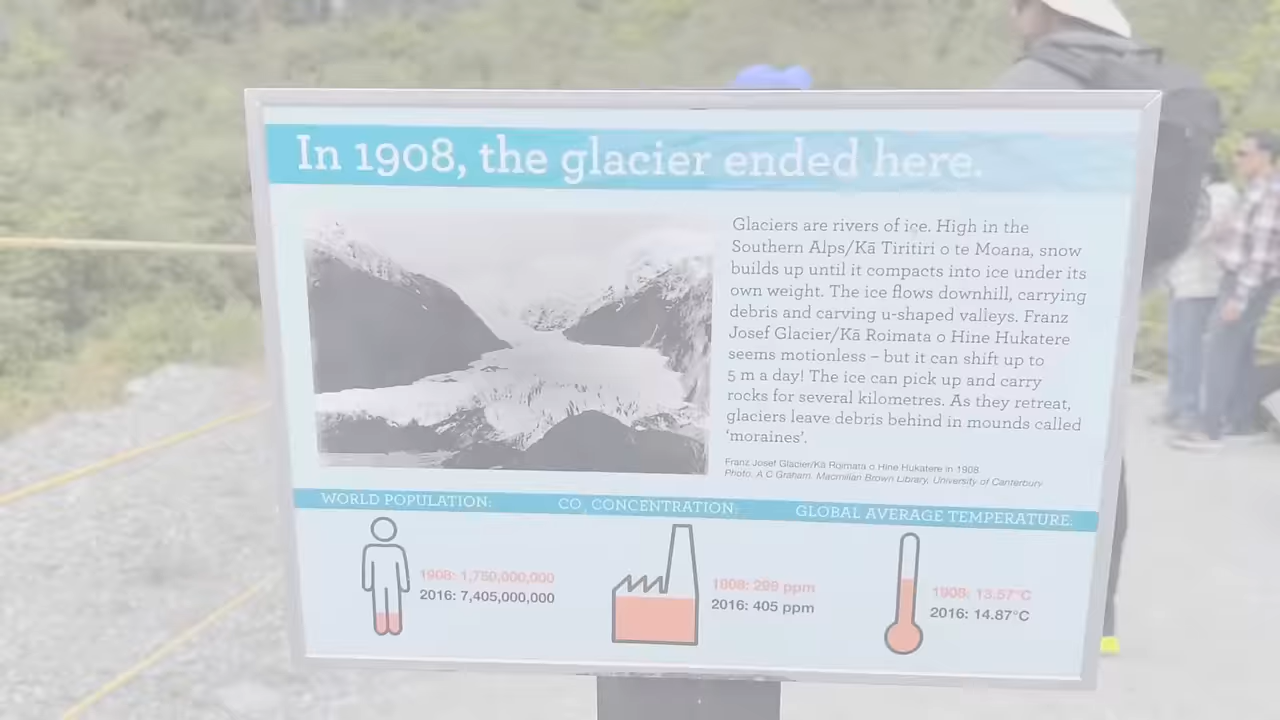 In 1908, the glacier ended here.
Glaciers are rivers of ice. High in the
Southern Alps/Kā Tiritiri o te Moana, snow
builds up until it compacts into ice under its
own weight. The ice flows downhill, carrying
debris and carving u-shaped valleys. Franz
Josef Glacier/Kā Roimata o Hine Hukatere
seems motionless – but it can shift up to
5 m a day! The ice can pick up and carry
rocks for several kilometres. As they retreat,
glaciers leave debris behind in mounds called
‘moraines’.
Franz Josef Glacier/Kā Roimata o Hine Hukatere in 1908
Photo: A C Graham. Macmillan Brown Library, University of Canterbury
WORLD POPULATION:
1908: 1,750,000,000
2016: 7,405,000,000
CO₂ CONCENTRATION:
1908: 299 ppm
2016: 405 ppm
GLOBAL AVERAGE TEMPERATURE:
1908: 13.57°C
2016: 14.87°C